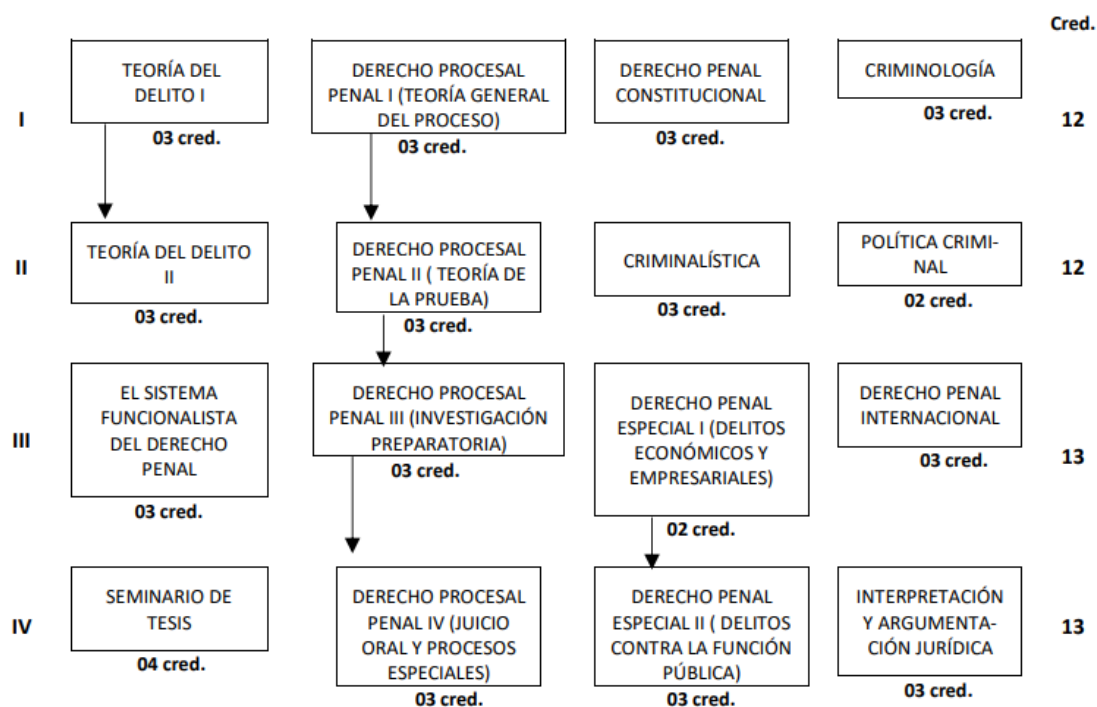 Cred.
I
TEORÍA DEL
DELITO I
03 cred.
DERECHO PROCESAL
PENAL I (TEORÍA GENERAL
DEL PROCESO)
03 cred.
DERECHO PENAL
CONSTITUCIONAL
03 cred.
CRIMINOLOGÍA
03 cred.
12
II
TEORÍA DEL DELITO
II
03 cred.
DERECHO PROCESAL
PENAL II ( TEORÍA DE
LA PRUEBA)
03 cred.
CRIMINALÍSTICA
03 cred.
POLÍTICA CRIMI-
NAL
02 cred.
12
III
EL SISTEMA
FUNCIONALISTA
DEL DERECHO
PENAL
03 cred.
DERECHO PROCESAL
PENAL III (INVESTIGACIÓN
PREPARATORIA)
03 cred.
DERECHO PENAL
ESPECIAL I (DELITOS
ECONÓMICOS Y
EMPRESARIALES)
02 cred.
DERECHO PENAL
INTERNACIONAL
03 cred.
13
IV
SEMINARIO DE
TESIS
04 cred.
DERECHO PROCESAL
PENAL IV (JUICIO
ORAL Y PROCESOS
ESPECIALES)
03 cred.
DERECHO PENAL
ESPECIAL II ( DELITOS
CONTRA LA FUNCIÓN
PÚBLICA)
03 cred.
INTERPRETACIÓN
Y ARGUMENTA-
CIÓN JURÍDICA
03 cred.
13